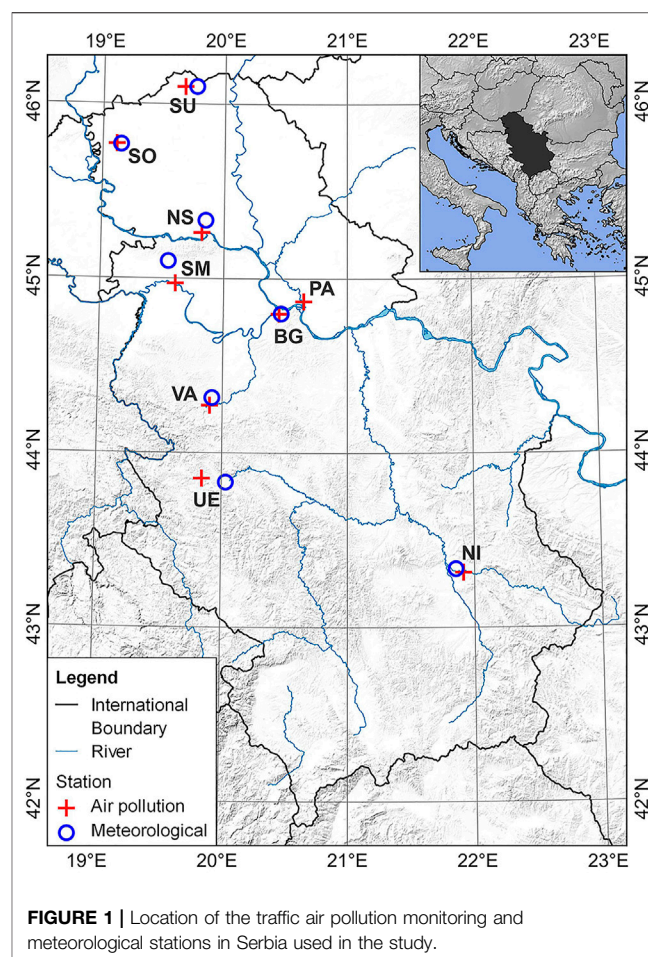 19°E 20°E 21°E 22°E 23°E
46°N 46°N
SU
SO
NS
SM
45°N 45°N
PA
BG
VA
44°N 44°N
UE
NI
43°N 43°N
Legend
International
Boundary
River
Station
Air pollution
Meteorological
42°N 42°N
19°E 20°E 21°E 22°E 23°E
FIGURE 1 | Location of the traffic air pollution monitoring and
meteorological stations in Serbia used in the study.